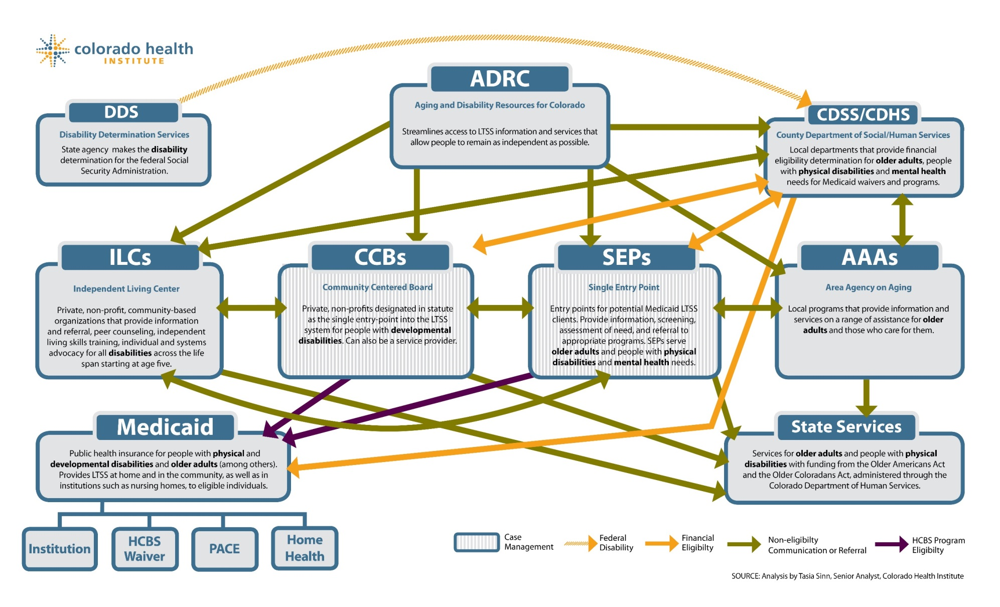 colorado health
INSTITUTE
ADRC
Aging and Disability Resources for Colorado
Streamlines access to LTSS information and services that
allow people to remain as independent as possible.
DDS
Disability Determination Services
State agency makes the disability
determination for the federal Social
Security Administration.
CDSS/CDHS
County Department of Social/Human Services
Local departments that provide financial
eligibility determination for older adults, people
with physical disabilities and mental health
needs for Medicaid waivers and programs.
ILCs
Independent Living Center
Private, non-profit, community-based
organizations that provide information
and referral, peer counseling, independent
living skills training, individual and systems
advocacy for all disabilities across the life
span starting at age five.
CCBs
Community Centered Board
Private, non-profits designated in statute
as the single entry-point into the LTSS
system for people with developmental
disabilities. Can also be a service provider.
SEPs
Single Entry Point
Entry points for potential Medicaid LTSS
clients. Provide information, screening,
assessment of need, and referral to
appropriate programs. SEPs serve
older adults and people with physical
disabilities and mental health needs.
AAAs
Area Agency on Aging
Local programs that provide information and
services on a range of assistance for older
adults and those who care for them.
Medicaid
Public health insurance for people with physical and
developmental disabilities and older adults (among others).
Provides LTSS at home and in the community, as well as in
institutions such as nursing homes, to eligible individuals.
State Services
Services for older adults and people with physical
disabilities with funding from the Older Americans Act
and the Older Coloradans Act, administered through the
Colorado Department of Human Services.
Institution
HCBS
Waiver
PACE
Home
Health
Case
Management
Federal
Disability
Financial
Eligibilty
Non-eligibilty
Communication or Referral
HCBS Program
Eligibilty
SOURCE: Analysis by Tasia Sinn, Senior Analyst, Colorado Health Institute